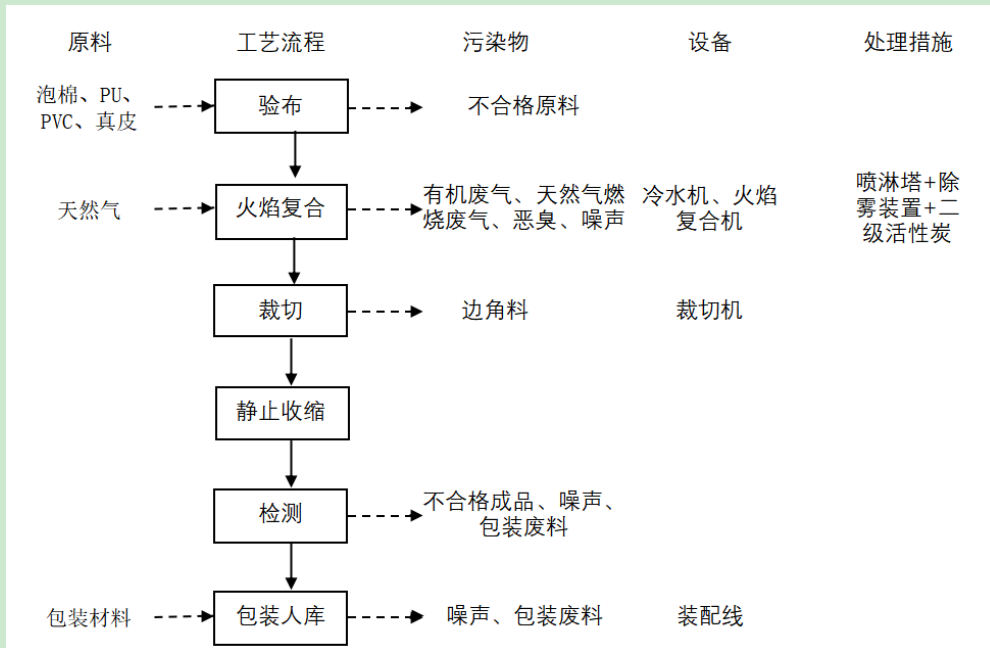 原料 工艺流程 污染物 设备 处理措施
泡棉、PU、
PVC、真皮
验布
不合格原料
天然气
火焰复合
有机废气、天然气燃
烧废气、恶臭、噪声
冷水机、火焰
复合机
喷淋塔+除
雾装置+二
级活性炭
裁切
边角料
裁切机
静止收缩
检测
不合格成品、噪声、
包装废料
包装材料
包装人库
噪声、包装废料
装配线